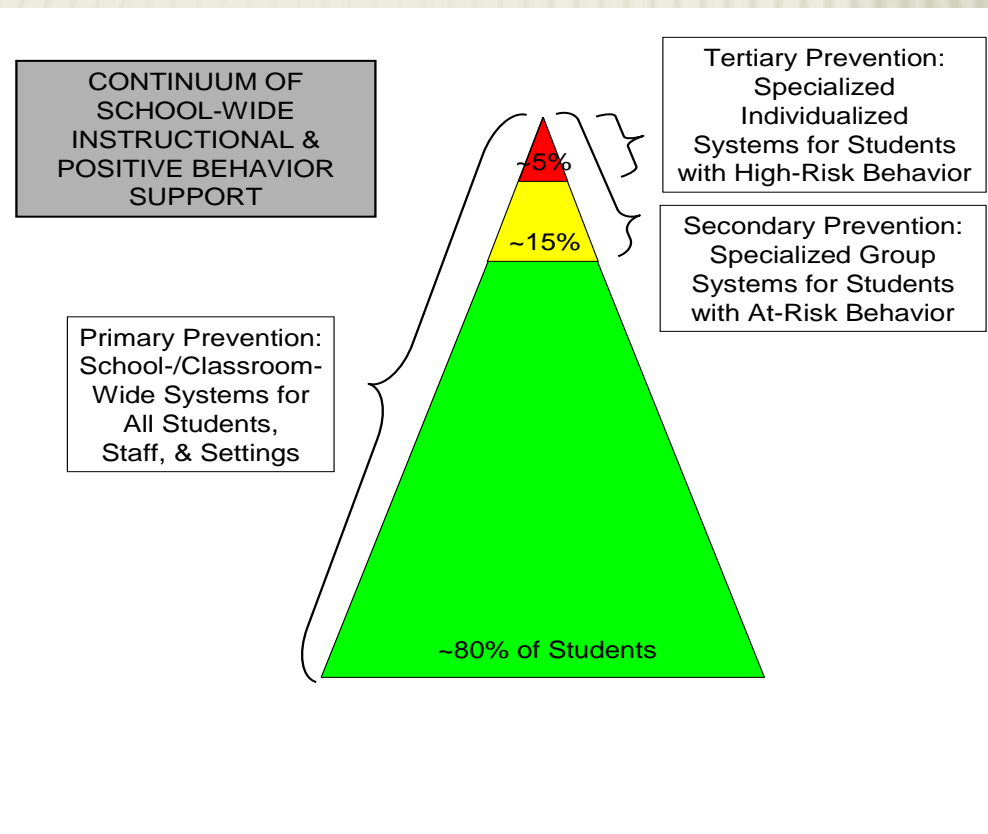 CONTINUUM OF
SCHOOL-WIDE
INSTRUCTIONAL &
POSITIVE BEHAVIOR
SUPPORT
Tertiary Prevention:
Specialized
Individualized
Systems for Students
with High-Risk Behavior
~5%
Secondary Prevention:
Specialized Group
Systems for Students
with At-Risk Behavior
~15%
Primary Prevention:
School-/Classroom-
Wide Systems for
All Students,
Staff, & Settings
~80% of Students